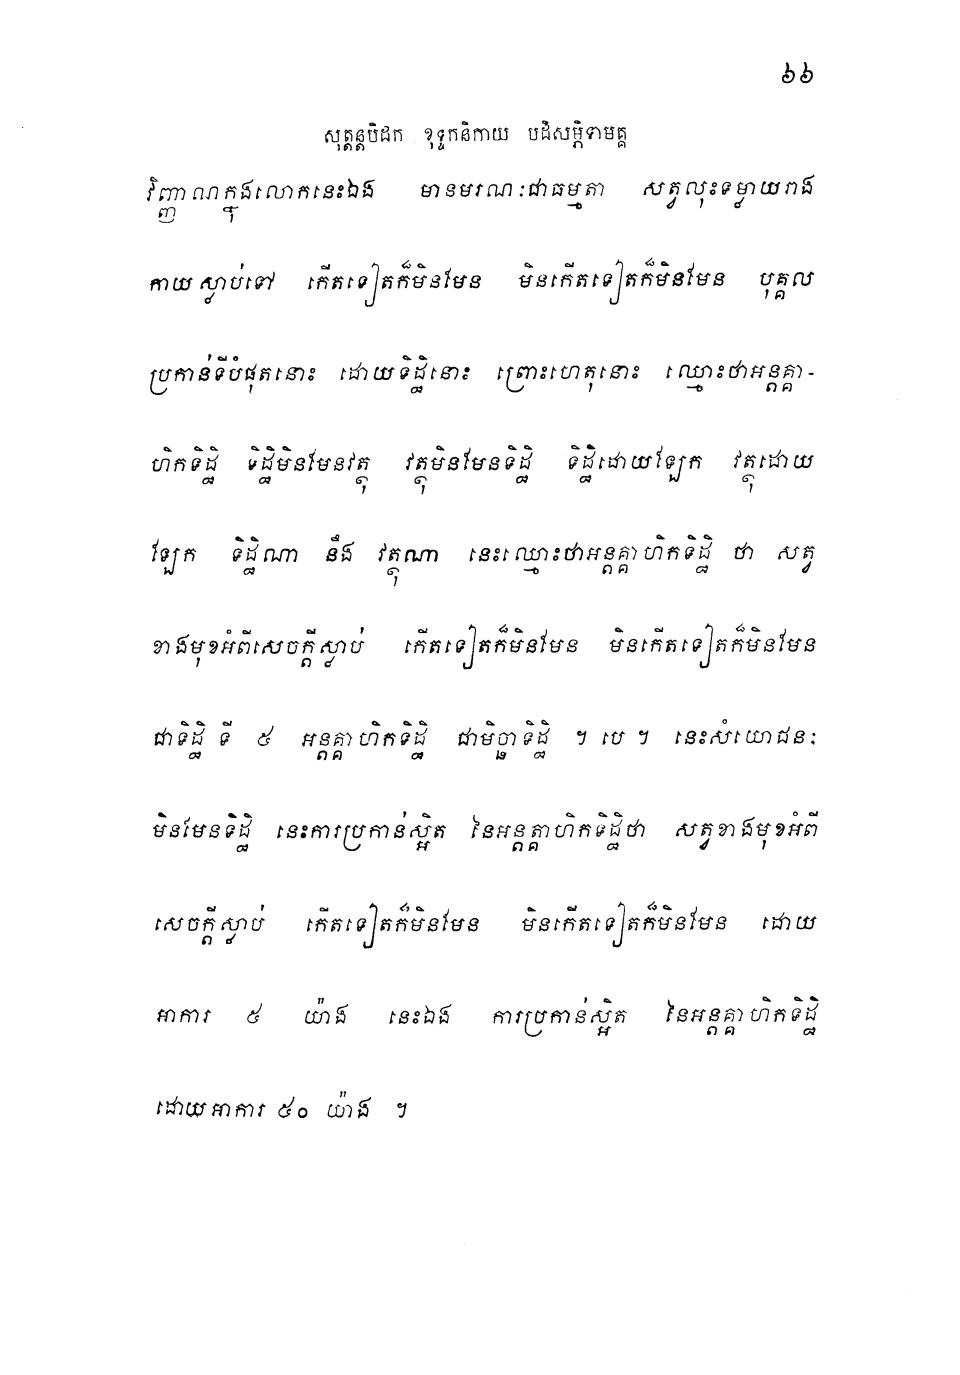 ៦៦
សុត្តន្តបិដក ខុទ្ទកនិកាយ បដិសម្ភិទាមគ្គ
វិញ្ញាណក្នុងលោកនេះឯង មានមរណៈជាធម្មតា សត្វលុះទម្លាយរាង
កាយស្លាប់ទៅ កើតទៀតក៏មិនមែន មិនកើតទៀតក៏មិនមែន បុគ្គល
ប្រកាន់ទីបំផុតនោះ ដោយទិដ្ឋិនោះ ព្រោះហេតុនោះ ឈ្មោះថាអន្តគ្គា-
ហិកទិដ្ឋិ ទិដ្ឋិមិនមែនវត្ថុ វត្ថុមិនមែនទិដ្ឋិ ទិដ្ឋិដោយឡែក វត្ថុដោយ
ឡែក ទិដ្ឋិណា នឹង វត្ថុណា នេះឈ្មោះថាអន្តគ្គាហិកទិដ្ឋិ ថា សត្វ
ខាងមុខអំពីសេចក្តីស្លាប់ កើតទៀតក៏មិនមែន មិនកើតទៀតក៏មិនមែន
ជាទិដ្ឋិ ទី ៥ អន្តគ្គាហិកទិដ្ឋិ ជាមិច្ឆាទិដ្ឋិ ។ បេ ។ នេះសំយោជនៈ
មិនមែនទិដ្ឋិ នេះការប្រកាន់ស្អិត នៃអន្តគ្គាហិកទិដ្ឋិថា សត្វខាងមុខអំពី
សេចក្តីស្លាប់ កើតទៀតក៏មិនមែន មិនកើតទៀតក៏មិនមែន ដោយ
អាការ ៥ យ៉ាង នេះឯង ការប្រកាន់ស្អិត នៃអន្តគ្គាហិកទិដ្ឋិ
ដោយអាការ ៥០ យ៉ាង ។